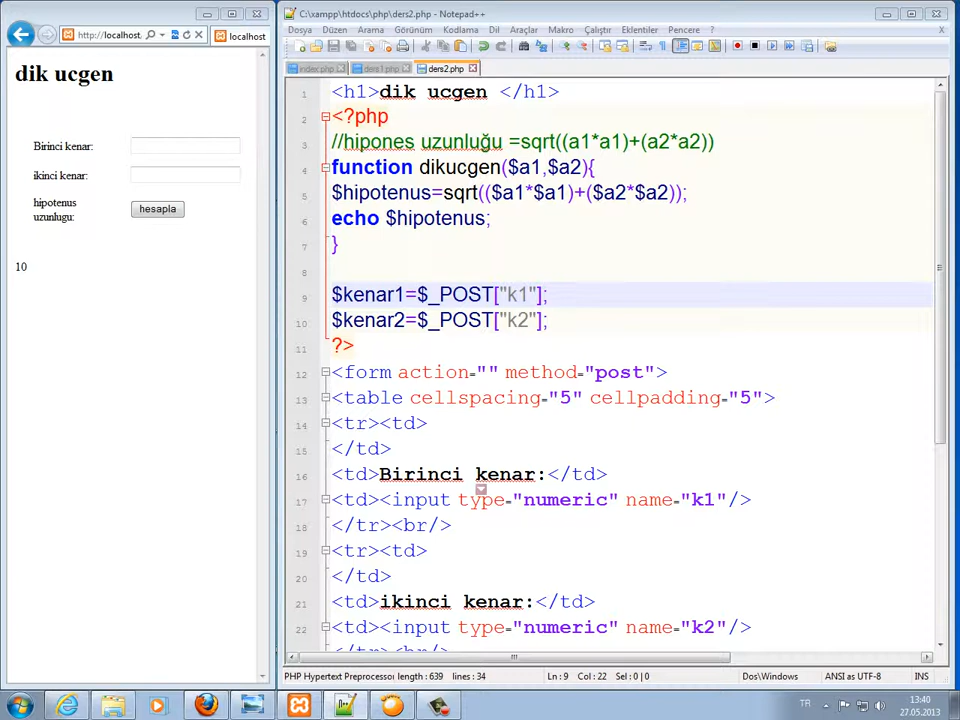 http://localhost.
localhost
dik ucgen
Birinci kenar:
ikinci kenar:
hipotenus
uzunlugu:
hesapla
10
C:\xampp\htdocs\php\ders2.php - Notepad++
Dosya Düzen Arama Görünüm Kodlama Dil Araçlar Makro Çalıştır Eklentiler Pencere ?
X
index.php ders1.php ders2.php
1 <h1>dik ucgen </h1>
2 <?php
3 //hipones uzunluğu =sqrt((a1*a1)+(a2*a2))
4 function dikucgen($a1,$a2){
5 $hipotenus=sqrt(($a1*$a1)+($a2*$a2));
6 echo $hipotenus;
7 }
8
9 $kenar1=$_POST["k1"];
10 $kenar2=$_POST["k2"];
11 ?>
12 <form action="" method="post">
13 <table cellspacing="5" cellpadding="5">
14 <tr><td>
15 </td>
16 <td>Birinci kenar:</td>
17 <td><input type="numeric" name="k1"/>
18 </tr><br/>
19 <tr><td>
20 </td>
21 <td>ikinci kenar:</td>
22 <td><input type="numeric" name="k2"/>
</tr><br/>
PHP Hypertext Preprocessor length : 639 lines : 34 Ln : 9 Col : 22 Sel : 0 | 0 Dos\Windows ANSI as UTF-8 INS
TR
13:40
27.05.2013